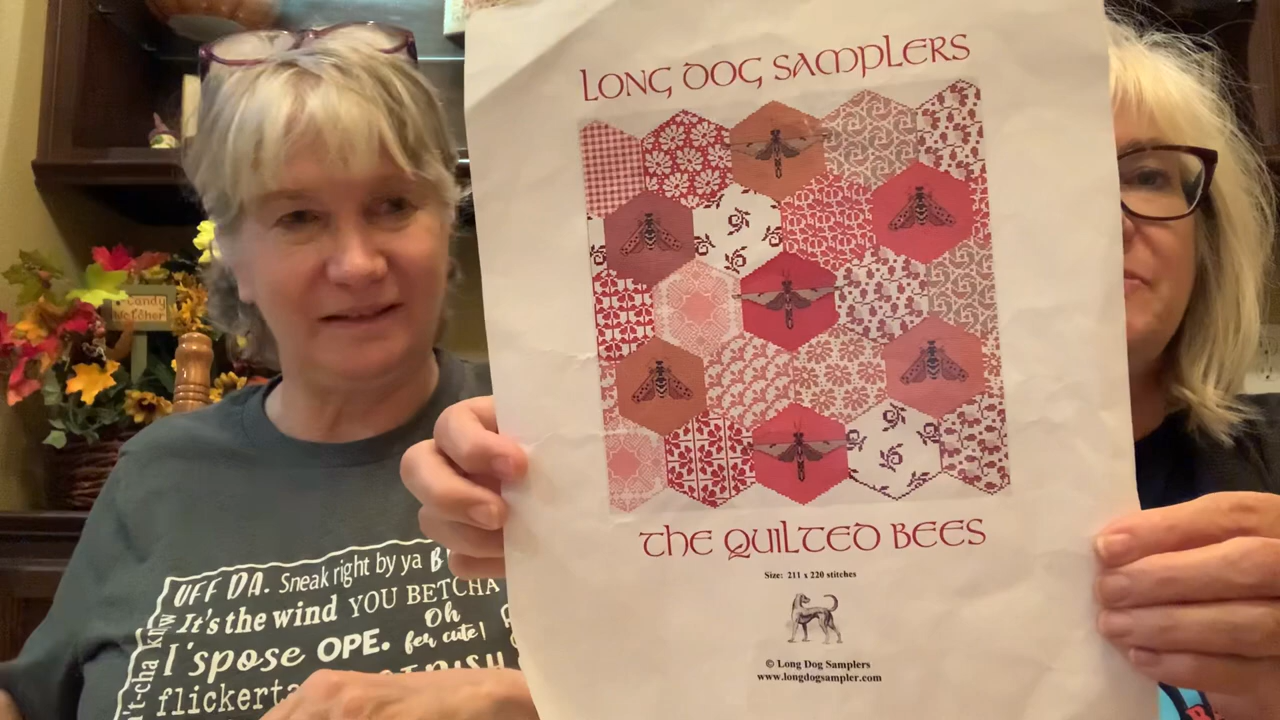 LONG DOG SAMPLERS
THE QUILTED BEES
Size: 211 x 220 stitches
© Long Dog Samplers
www.longdogsampler.com
UFF DA. Sneak right by ya
It's the wind YOU BETCHA
I'spose OPE. Oh for cute!